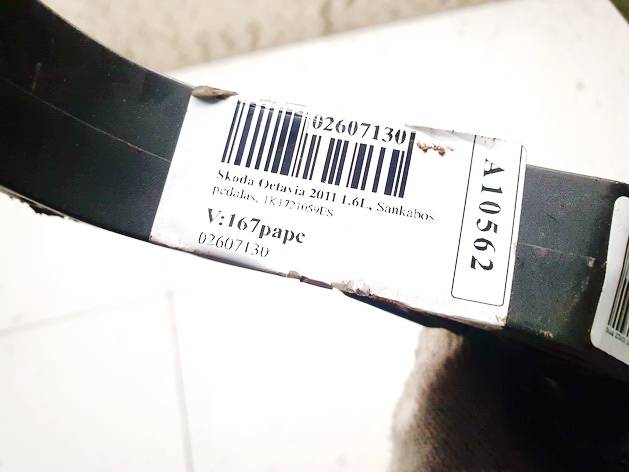 02607130
Skoda Octavia 2011 1.6L, Sankabos
pedalas, 1K1721059ES
V:167papc
02607130
A10562